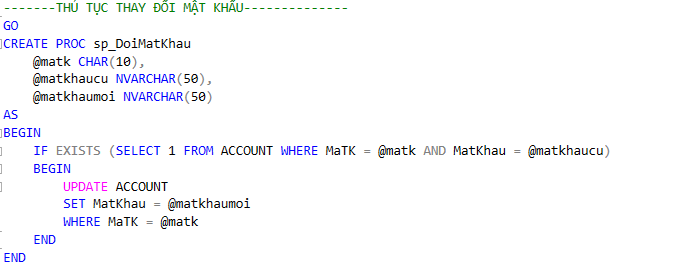 -------THỦ TỤC THAY ĐỔI MẬT KHẨU--------------
GO
CREATE PROC sp_DoiMatKhau
    @matk CHAR(10),
    @matkhaucu NVARCHAR(50),
    @matkhaumoi NVARCHAR(50)
AS
BEGIN
    IF EXISTS (SELECT 1 FROM ACCOUNT WHERE MaTK = @matk AND MatKhau = @matkhaucu)
    BEGIN
        UPDATE ACCOUNT
        SET MatKhau = @matkhaumoi
        WHERE MaTK = @matk
    END
END